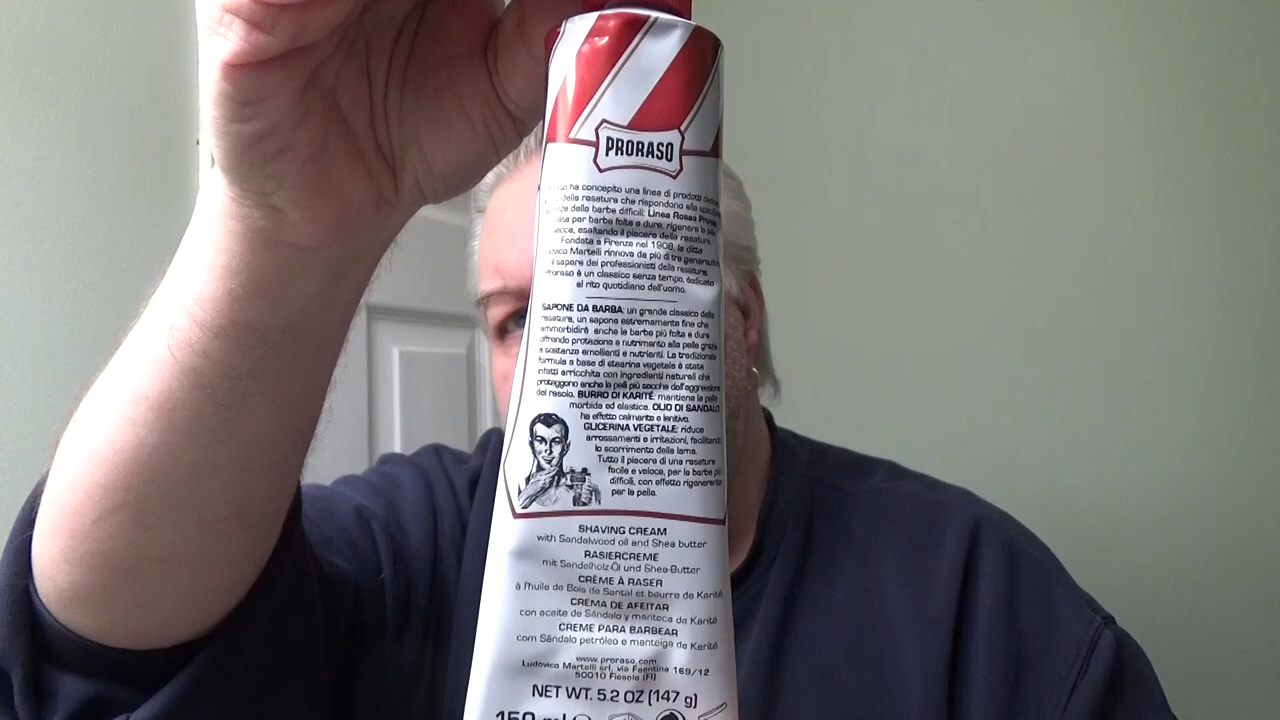 PRORASO
ha concepito una linea di prodotti
della rasatura che rispondono alle
delle barbe difficili: Linea Rossa
per barba folta e dura, rigenera la
esaltando il piacere della rasatura.
Fondata a Firenze nel 1908, la ditta
Martelli rinnova da più di tre generazioni
il sapere dei professionisti della rasatura.
Proraso è un classico senza tempo, dedicato
al rito quotidiano dell'uomo.
SAPONE DA BARBA: un grande classico della
rasatura, un sapone estremamente fine che
ammorbidirà anche le barbe più folte e dure
offrendo protezione e nutrimento alla pelle grazie
a sostanze emollienti e nutrienti. La tradizionale
formula a base di stearina vegetale è stata
infatti arricchita con ingredienti naturali che
proteggono anche le pelli più secche dall'aggressione
del rasoio. BURRO DI KARITÉ: mantiene la pelle
morbida ed elastica. OLIO DI SANDALO
ha effetto calmante e lenitivo.
GLICERINA VEGETALE: riduce
arrossamenti e irritazioni, facilitando
lo scorrimento della lama.
Tutto il piacere di una rasatura
facile e veloce, per le barbe più
difficili, con effetto rigenerante
per la pelle.
SHAVING CREAM
with Sandalwood oil and Shea butter
RASIERCREME
mit Sandelholz-Öl und Shea-Butter
CRÈME À RASER
à l'huile de Bois de Santal et beurre de Karité
CREMA DE AFEITAR
con aceite de Sándalo y manteca de Karité
CREME PARA BARBEAR
com Sândalo petróleo e manteiga de Karité
www.proraso.com
Ludovico Martelli srl, via Faentina 169/12
50010 Fiesole (FI)
NET WT. 5.2 OZ (147 g)
150 ml